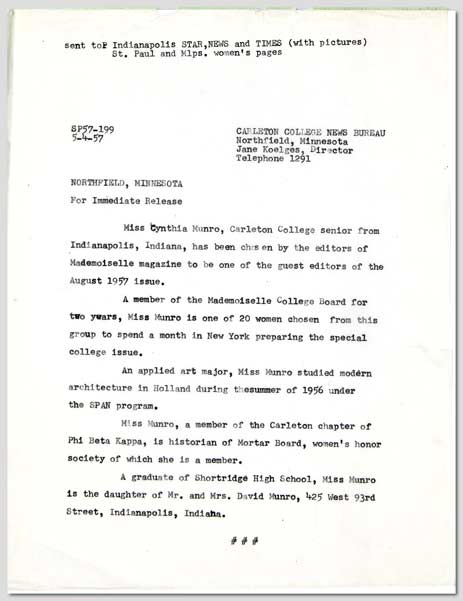 sent toP Indianapolis STAR,NEWS and TIMES (with pictures)
St. Paul and Mlps. women's pages
SP57-199
5-4-57
CARLETON COLLEGE NEWS BUREAU
Northfield, Minnesota
Jane Koelges, Director
Telephone 1291
NORTHFIELD, MINNESOTA
For Immediate Release
Miss Cynthia Munro, Carleton College senior from
Indianapolis, Indiana, has been chosen by the editors of
Mademoiselle magazine to be one of the guest editors of the
August 1957 issue.
A member of the Mademoiselle College Board for
two ywars, Miss Munro is one of 20 women chosen from this
group to spend a month in New York preparing the special
college issue.
An applied art major, Miss Munro studied modern
architecture in Holland during thesummer of 1956 under
the SPAN program.
Miss Munro, a member of the Carleton chapter of
Phi Beta Kappa, is historian of Mortar Board, women's honor
society of which she is a member.
A graduate of Shortridge High School, Miss Munro
is the daughter of Mr. and Mrs. David Munro, 425 West 93rd
Street, Indianapolis, Indiana.
# # #